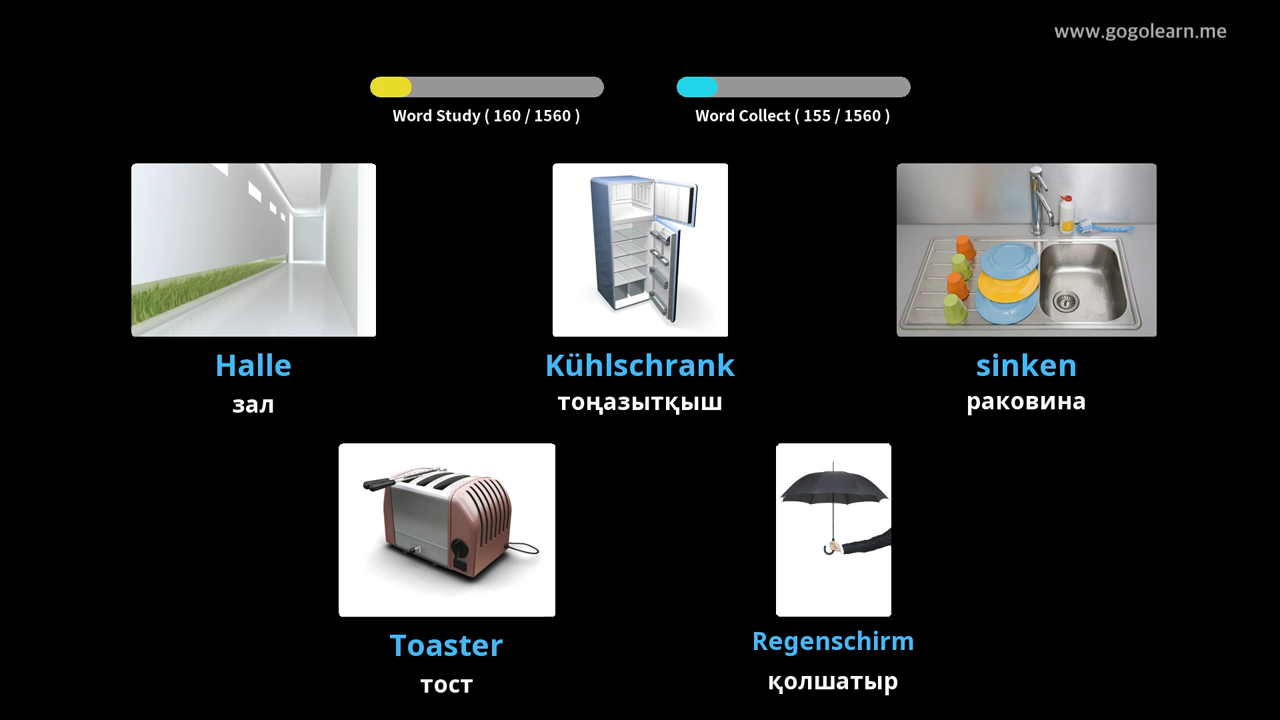 www.gogolearn.me
Word Study ( 160 / 1560 )
Word Collect ( 155 / 1560 )
Halle
зал
Kühlschrank
тоңазытқыш
sinken
раковина
Toaster
тост
Regenschirm
қолшатыр